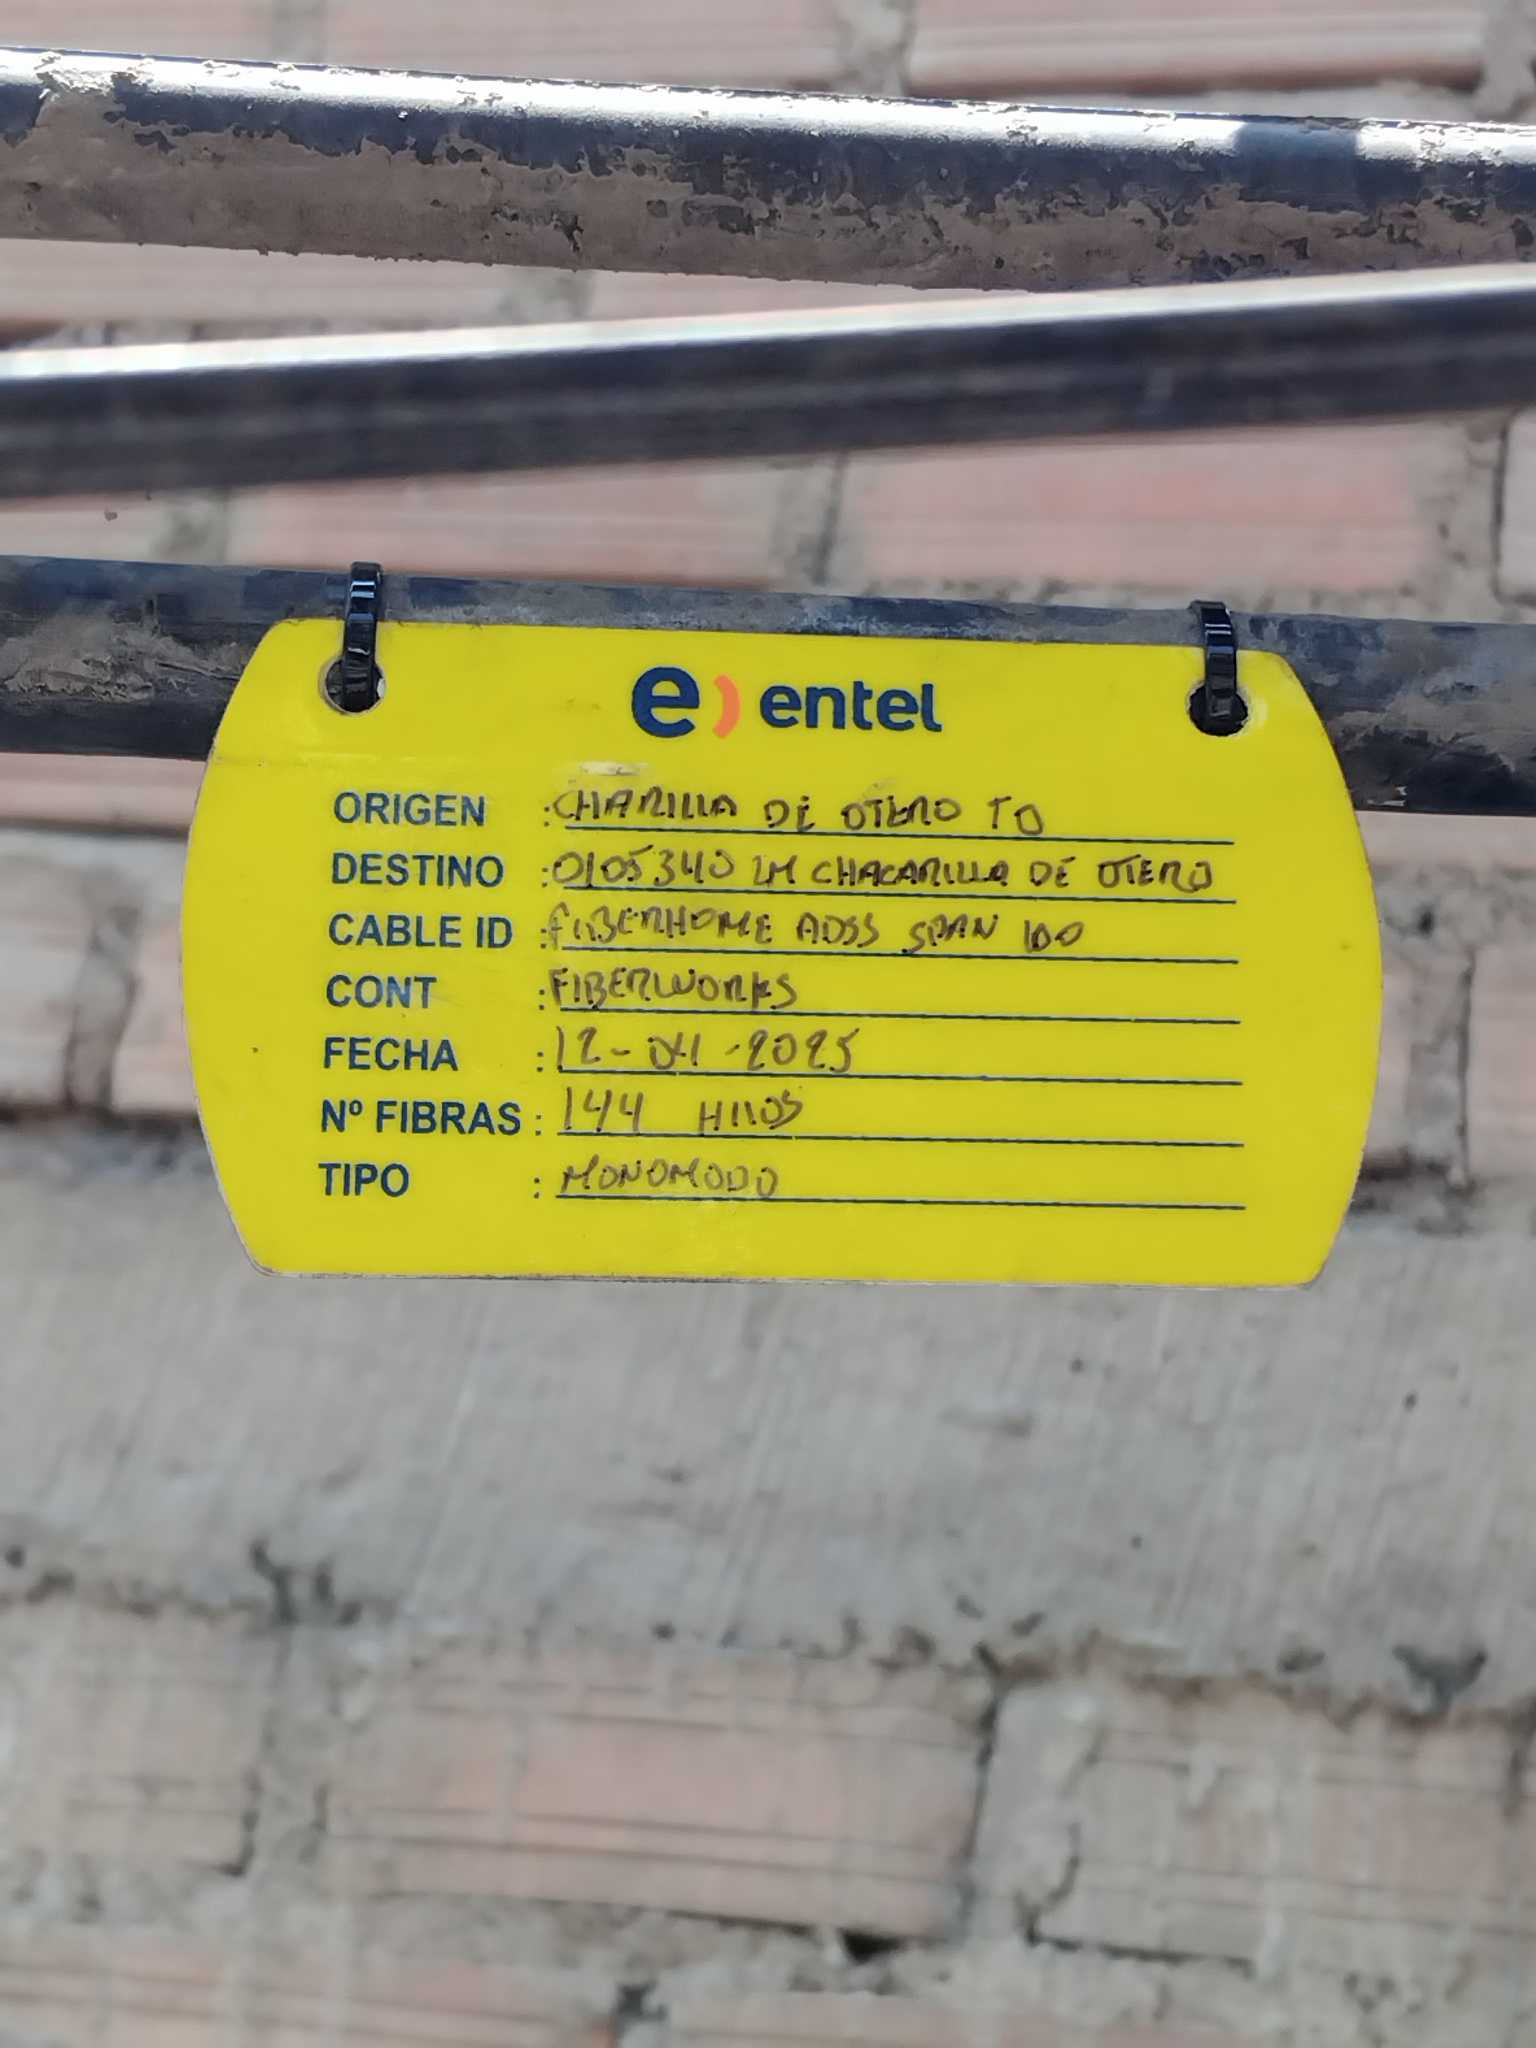 e) entel
ORIGEN : CHARILLA DE OTERO TO
DESTINO : 0105340 LM CHACARILLA DE OTERO
CABLE ID : FIBERHOME ADSS SPAN 100
CONT : FIBERWORKS
FECHA : 12-04-2025
Nº FIBRAS : 144 HILOS
TIPO : MONOMODO